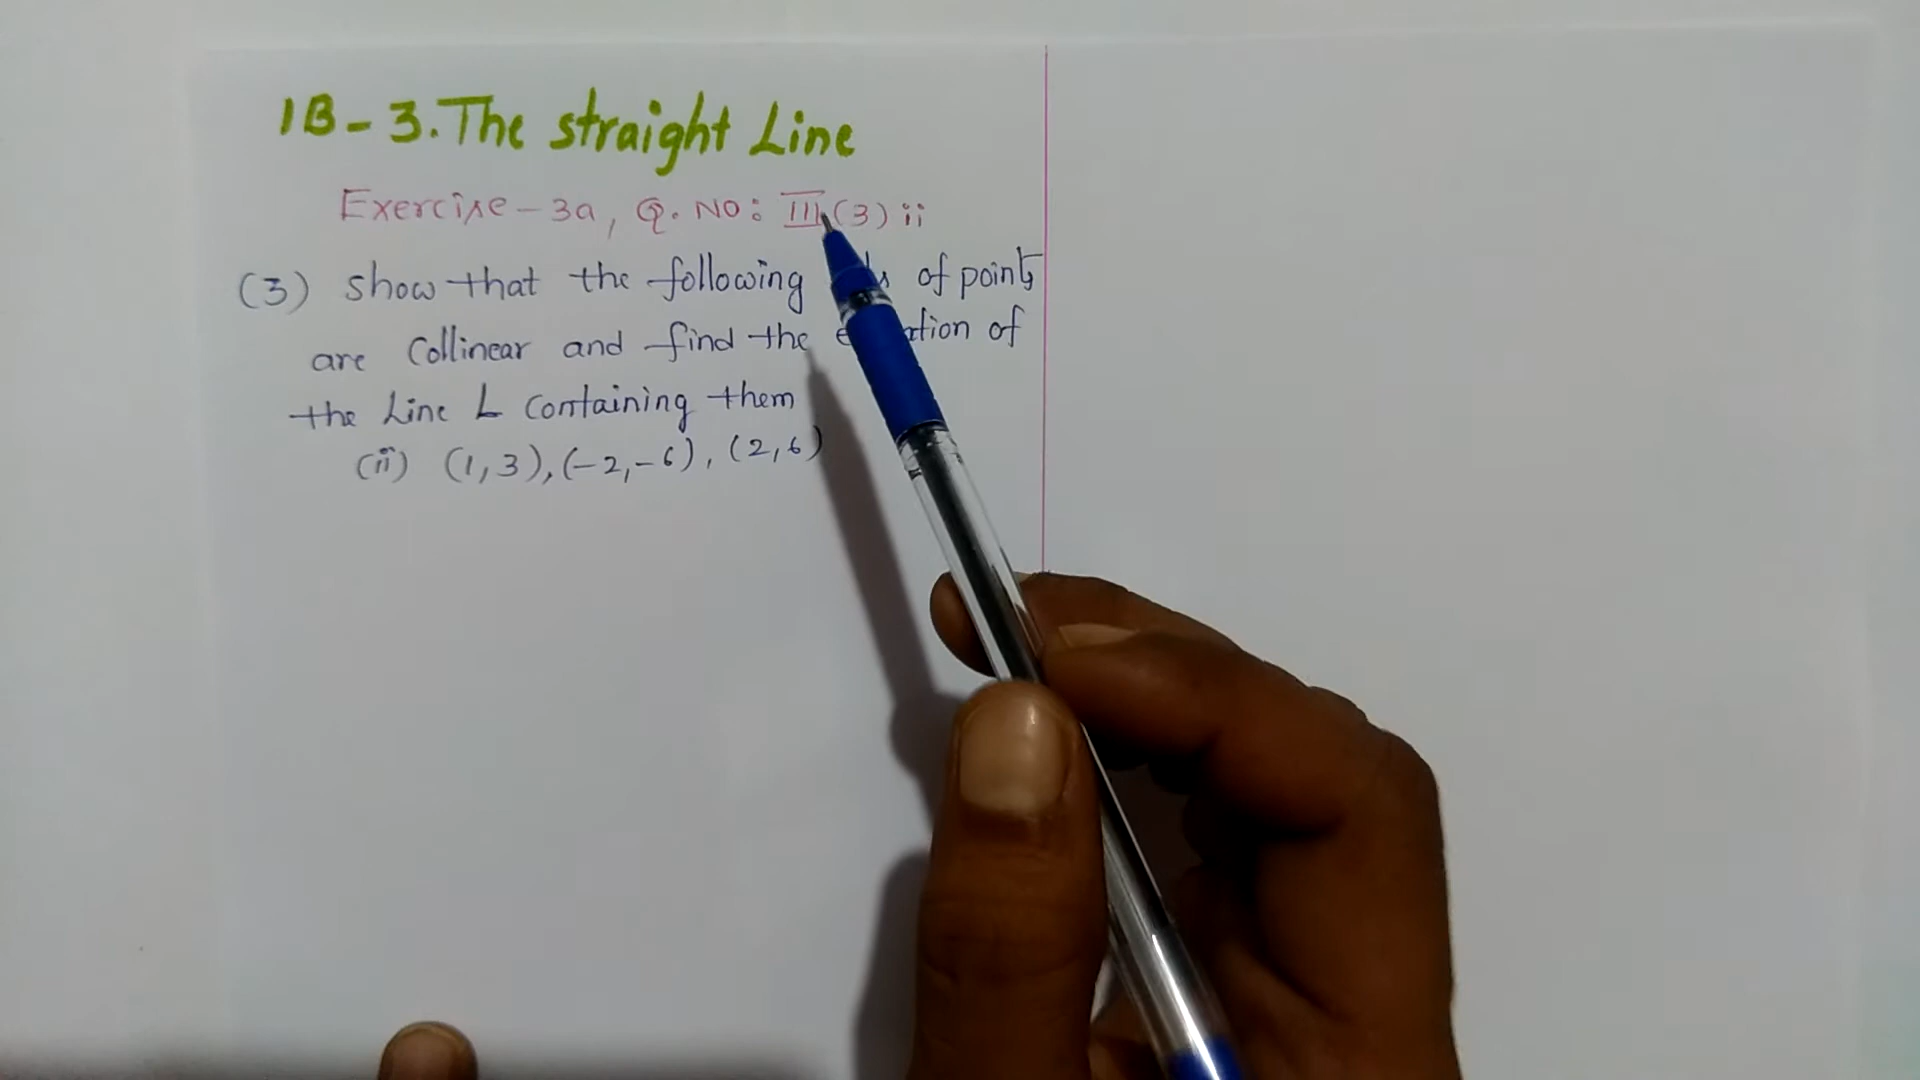 1B - 3. The straight Line
Exercise - 3a, Q. No: III (3) ii
(3) show that the following of points
are Collinear and find the of
the Line L Containing them
(ii) (1, 3), (-2, -6), (2, 6)